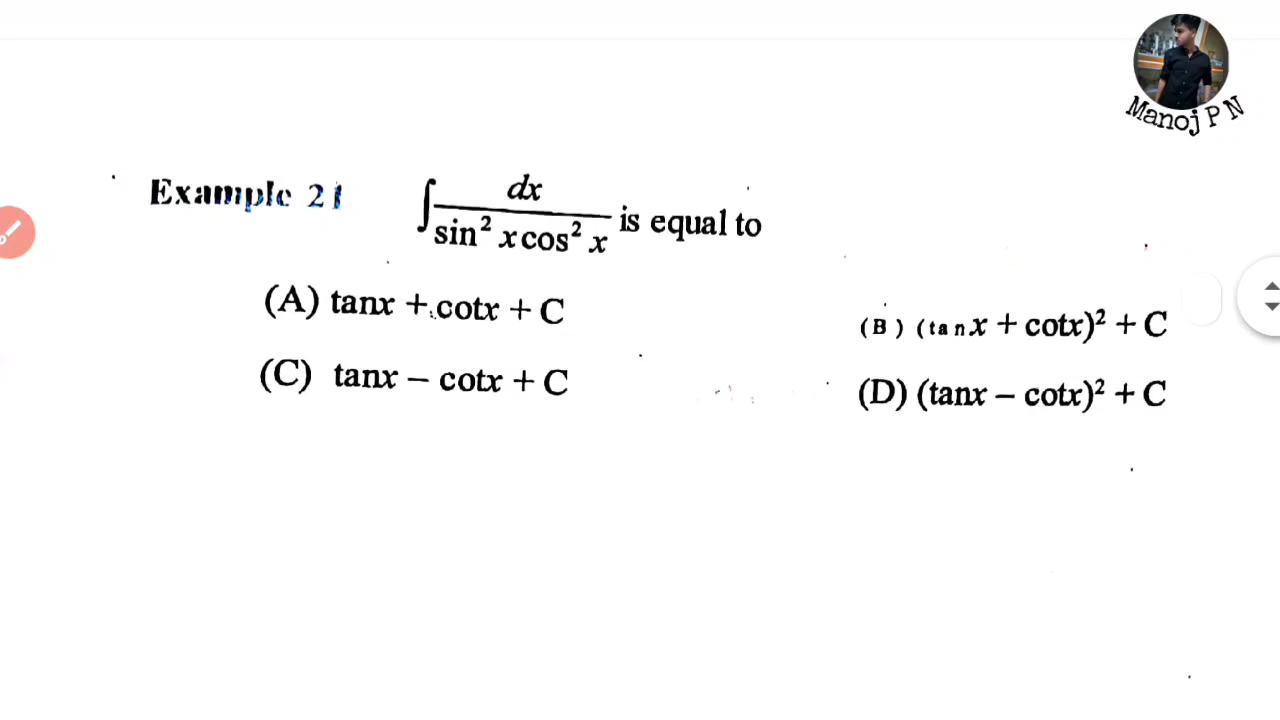 Manoj P N
Example 21 ∫ dx / sin² x cos² x is equal to
(A) tanx + cotx + C (B) (tanx + cotx)² + C
(C) tanx – cotx + C (D) (tanx – cotx)² + C